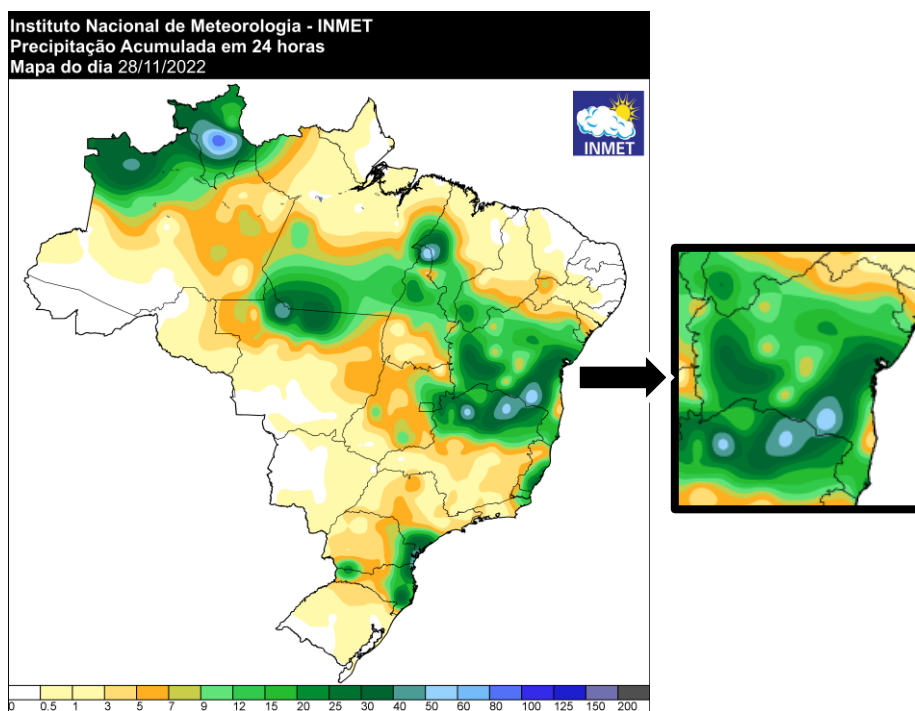 Instituto Nacional de Meteorologia - INMET
Precipitação Acumulada em 24 horas
Mapa do dia 28/11/2022
INMET
0 0.5 1 3 5 7 9 12 15 20 25 30 40 50 60 80 100 125 150 200